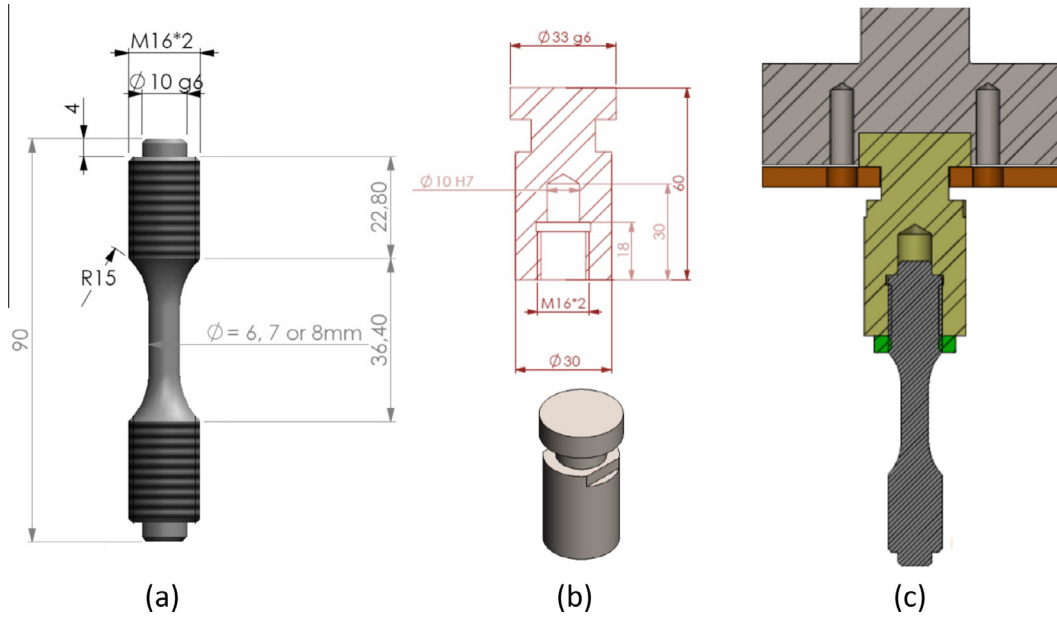 M16*2
Ø 10 g6
4
22,80
R15
90
Ø = 6, 7 or 8mm
36,40
Ø 33 g6
Ø 10 H7
60
30
18
M16*2
Ø 30
(a)
(b)
(c)